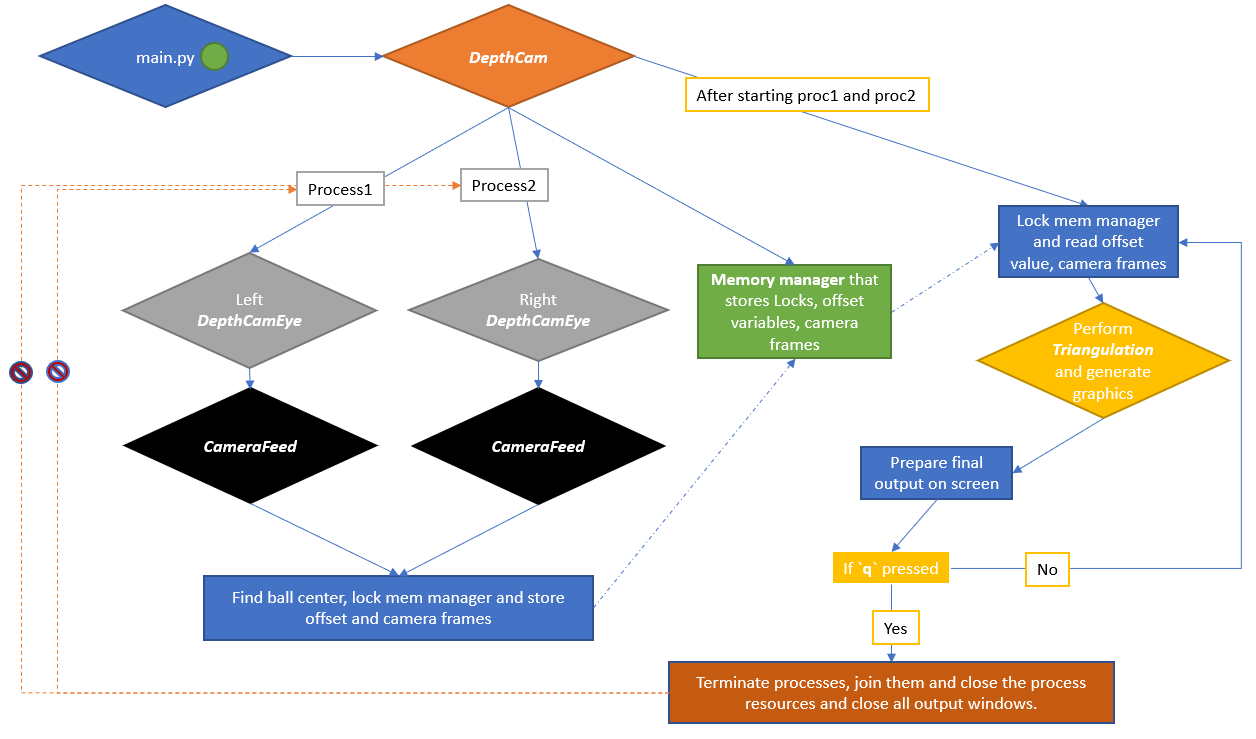 main.py
DepthCam
After starting proc1 and proc2
Process1
Process2
Lock mem manager
and read offset
value, camera frames
Left
DepthCamEye
Right
DepthCamEye
Memory manager that
stores Locks, offset
variables, camera
frames
Perform
Triangulation
and generate
graphics
CameraFeed
CameraFeed
Prepare final
output on screen
If `q` pressed
No
Find ball center, lock mem manager and store
offset and camera frames
Yes
Terminate processes, join them and close the process
resources and close all output windows.